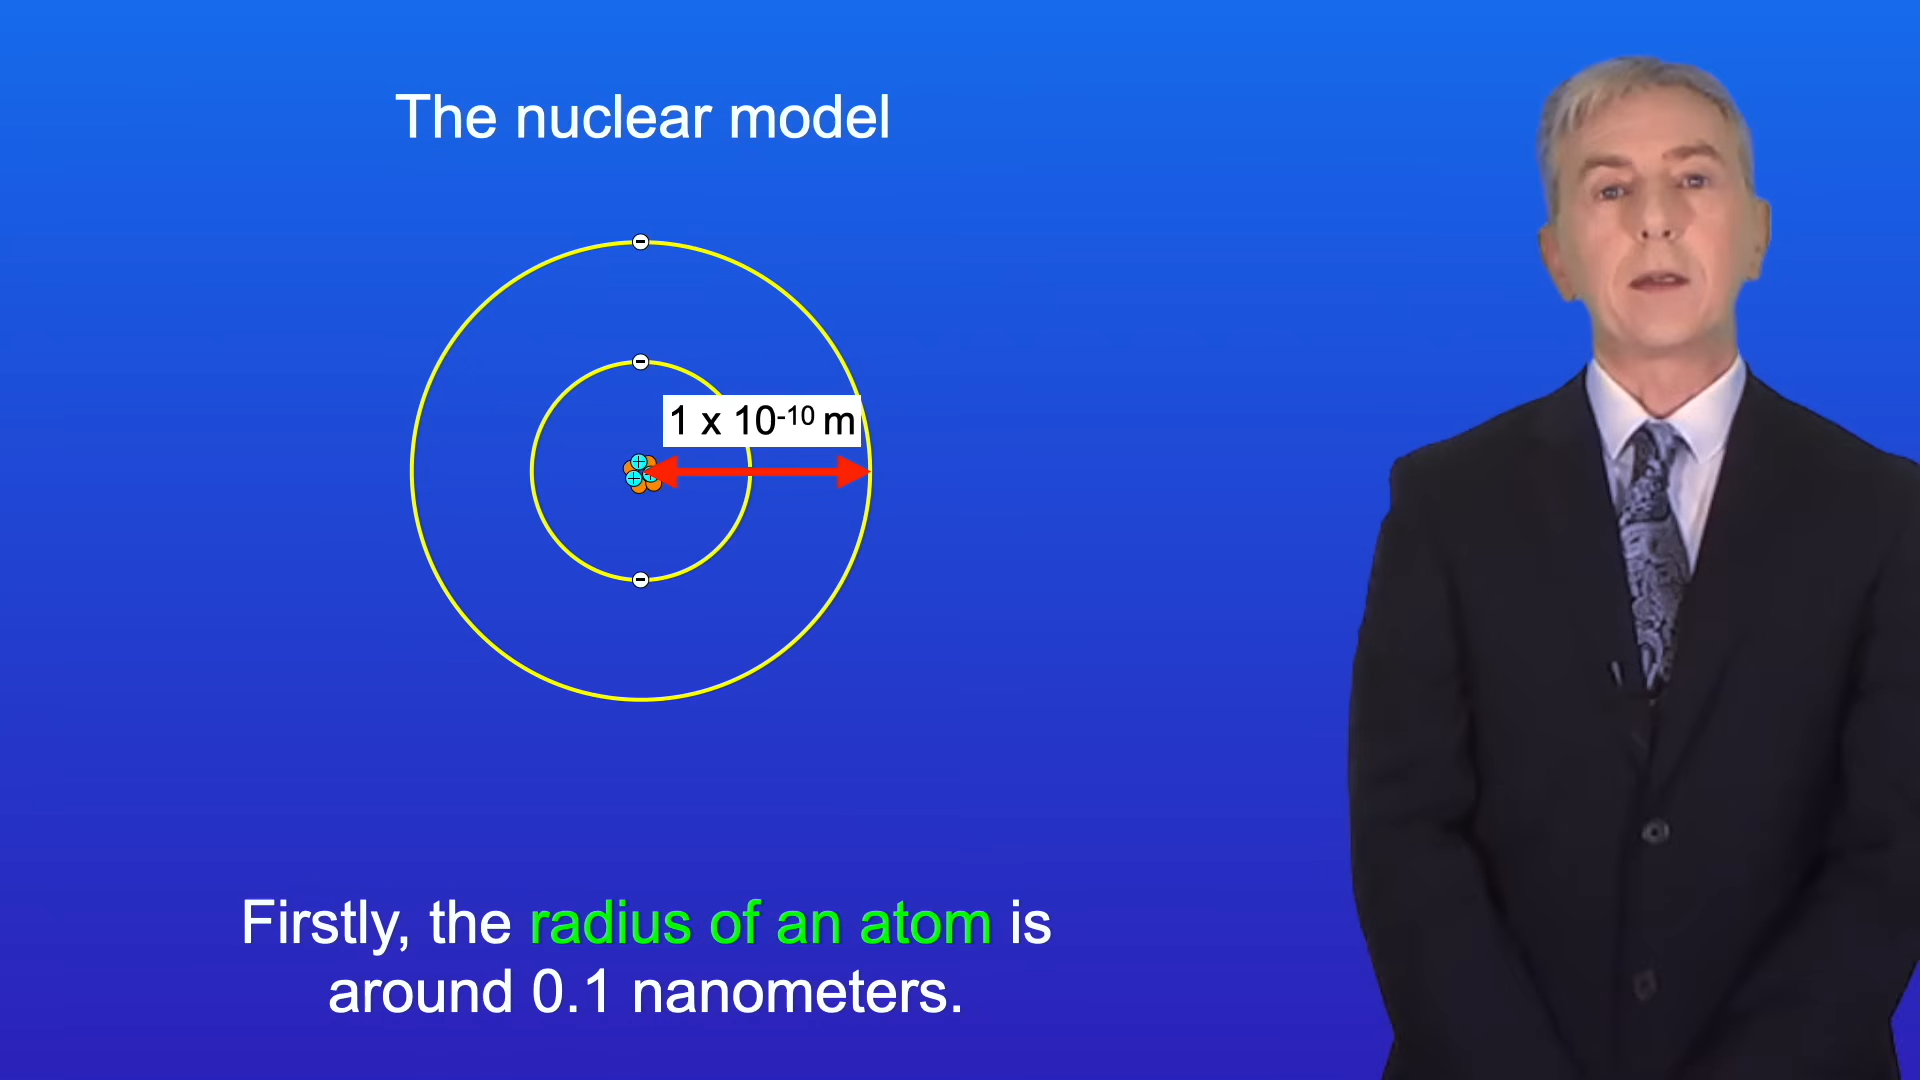 The nuclear model
1 x 10⁻¹⁰ m
Firstly, the radius of an atom is
around 0.1 nanometers.